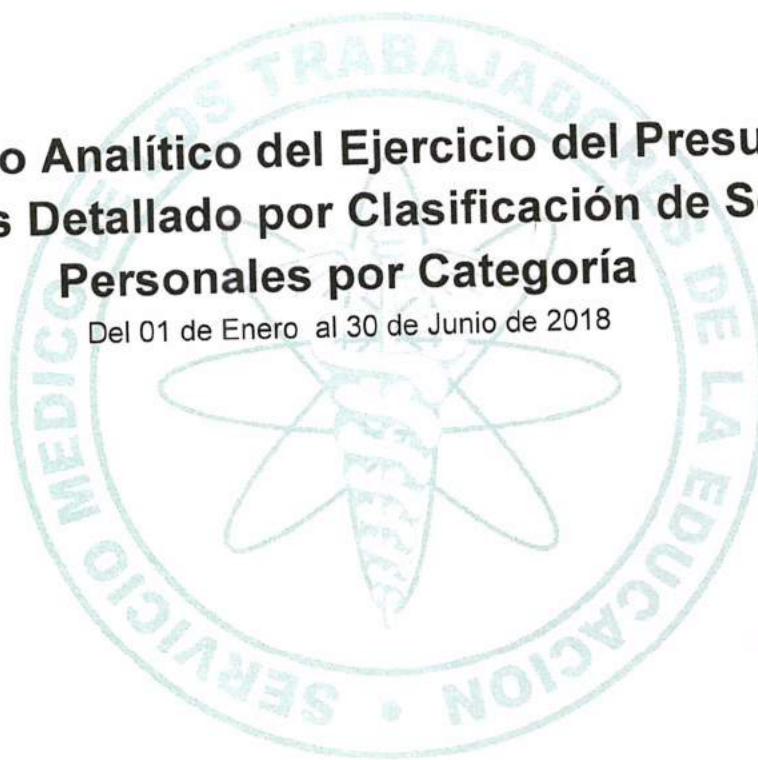 o Analítico del Ejercicio del Presu
s Detallado por Clasificación de S
Personales por Categoría
Del 01 de Enero al 30 de Junio de 2018
SERVICIO MEDICO DE LOS TRABAJADORES DE LA EDUCACION